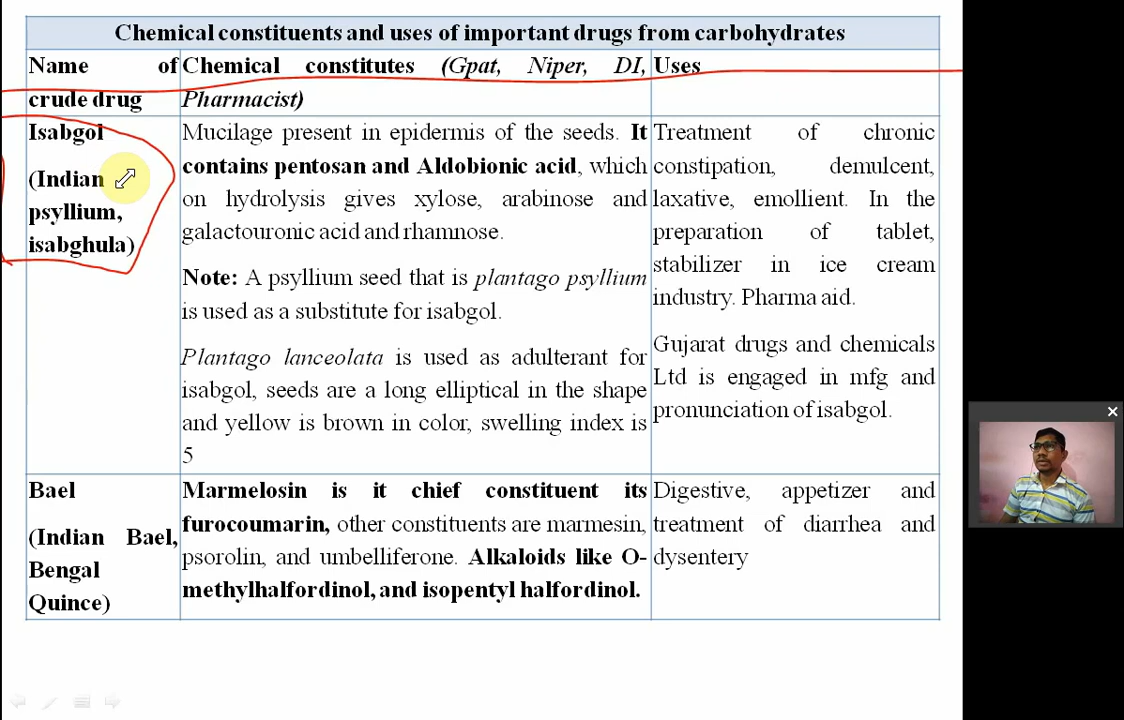 Chemical constituents and uses of important drugs from carbohydrates
Name of
crude drug
Chemical constitutes (Gpat, Niper, DI,
Pharmacist)
Uses
Isabgol
(Indian
psyllium,
isabghula)
Mucilage present in epidermis of the seeds. It
contains pentosan and Aldobionic acid, which
on hydrolysis gives xylose, arabinose and
galactouronic acid and rhamnose.
Note: A psyllium seed that is plantago psyllium
is used as a substitute for isabgol.
Plantago lanceolata is used as adulterant for
isabgol, seeds are a long elliptical in the shape
and yellow is brown in color, swelling index is
5
Treatment of chronic
constipation, demulcent,
laxative, emollient. In the
preparation of tablet,
stabilizer in ice cream
industry. Pharma aid.
Gujarat drugs and chemicals
Ltd is engaged in mfg and
pronunciation of isabgol.
Bael
(Indian Bael,
Bengal
Quince)
Marmelosin is it chief constituent its
furocoumarin, other constituents are marmesin,
psorolin, and umbelliferone. Alkaloids like O-
methylhalfordinol, and isopentyl halfordinol.
Digestive, appetizer and
treatment of diarrhea and
dysentery